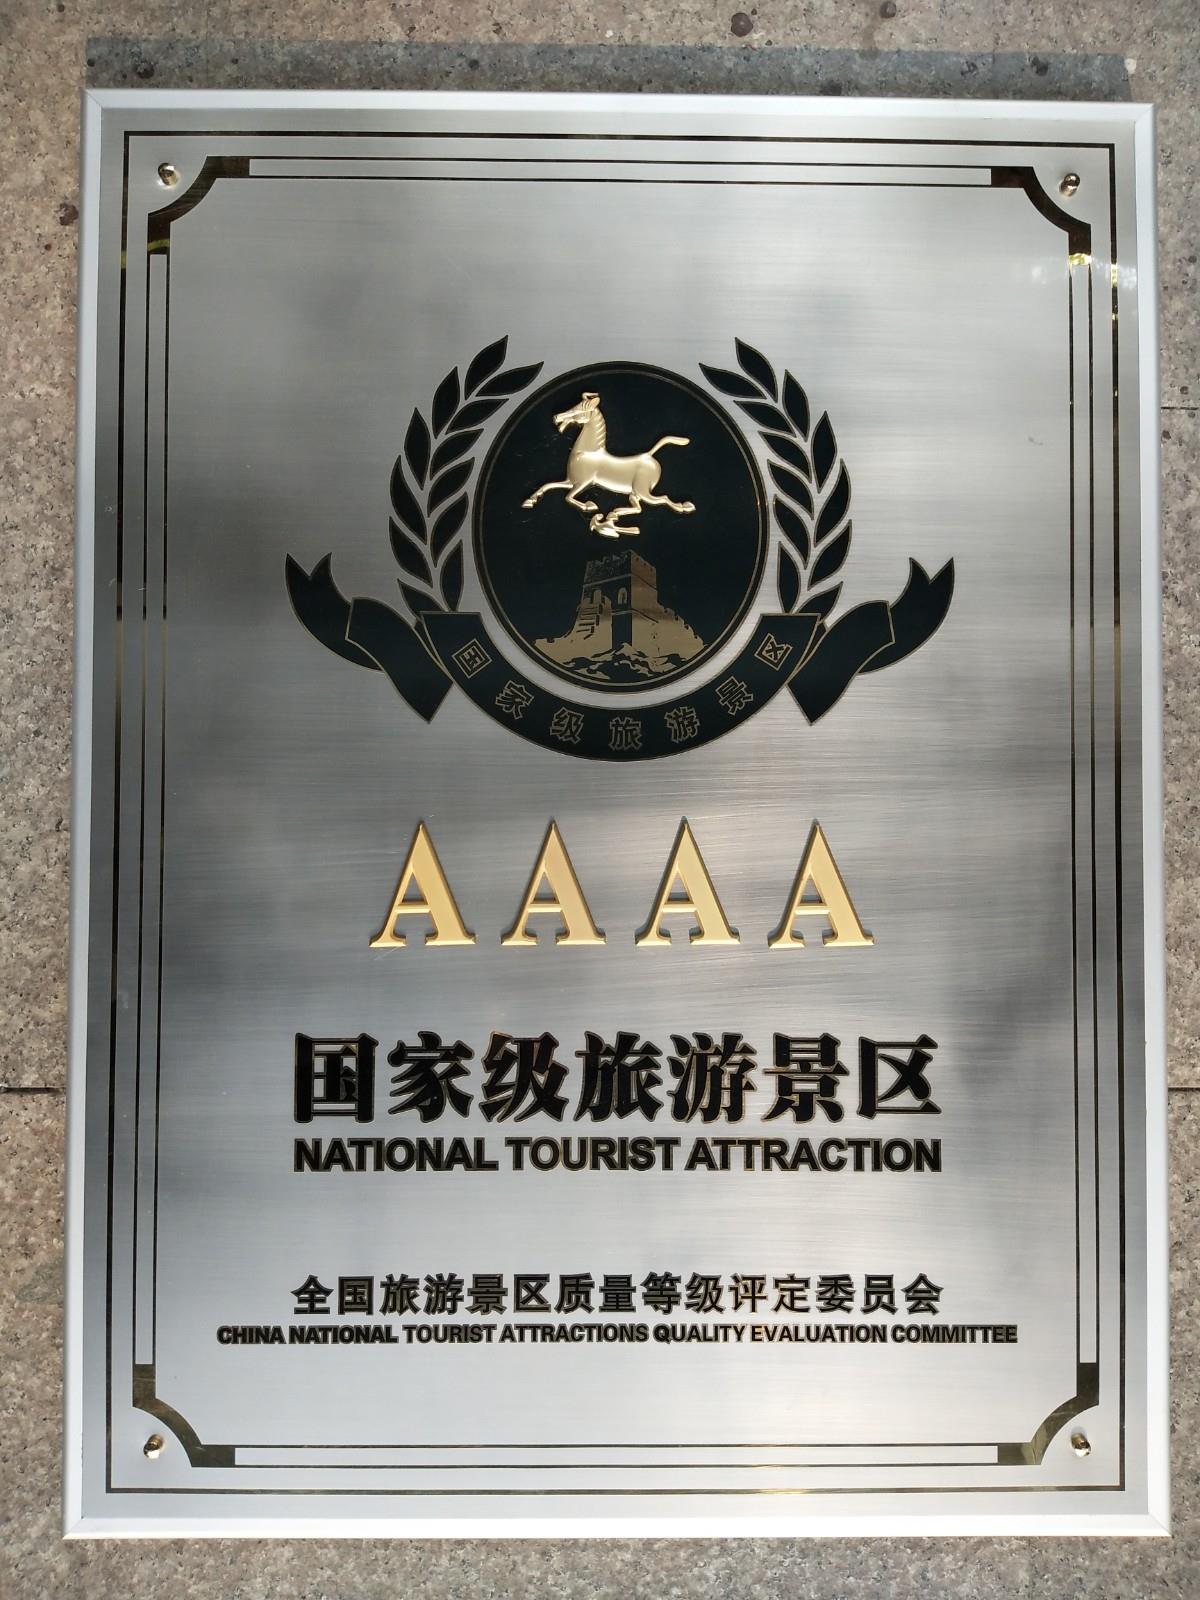 国家级旅游景区
AAAA
国家级旅游景区
NATIONAL TOURIST ATTRACTION
全国旅游景区质量等级评定委员会
CHINA NATIONAL TOURIST ATTRACTIONS QUALITY EVALUATION COMMITTEE